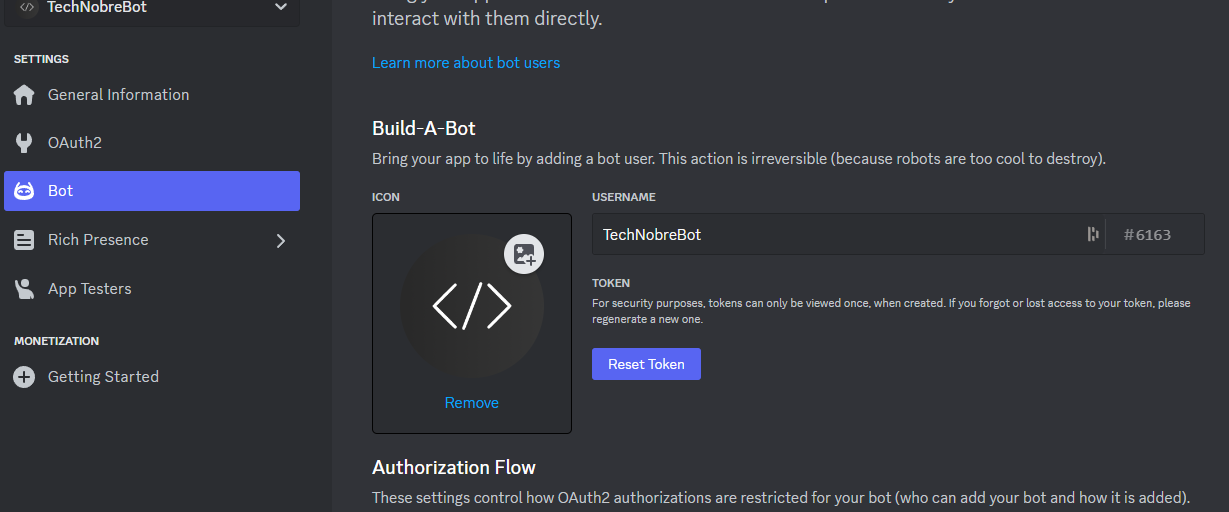 TechNobreBot
SETTINGS
General Information
OAuth2
Bot
Rich Presence
App Testers
MONETIZATION
Getting Started
interact with them directly.
Learn more about bot users
Build-A-Bot
Bring your app to life by adding a bot user. This action is irreversible (because robots are too cool to destroy).
ICON
</>
Remove
USERNAME
TechNobreBot #6163
TOKEN
For security purposes, tokens can only be viewed once, when created. If you forgot or lost access to your token, please
regenerate a new one.
Reset Token
Authorization Flow
These settings control how OAuth2 authorizations are restricted for your bot (who can add your bot and how it is added).